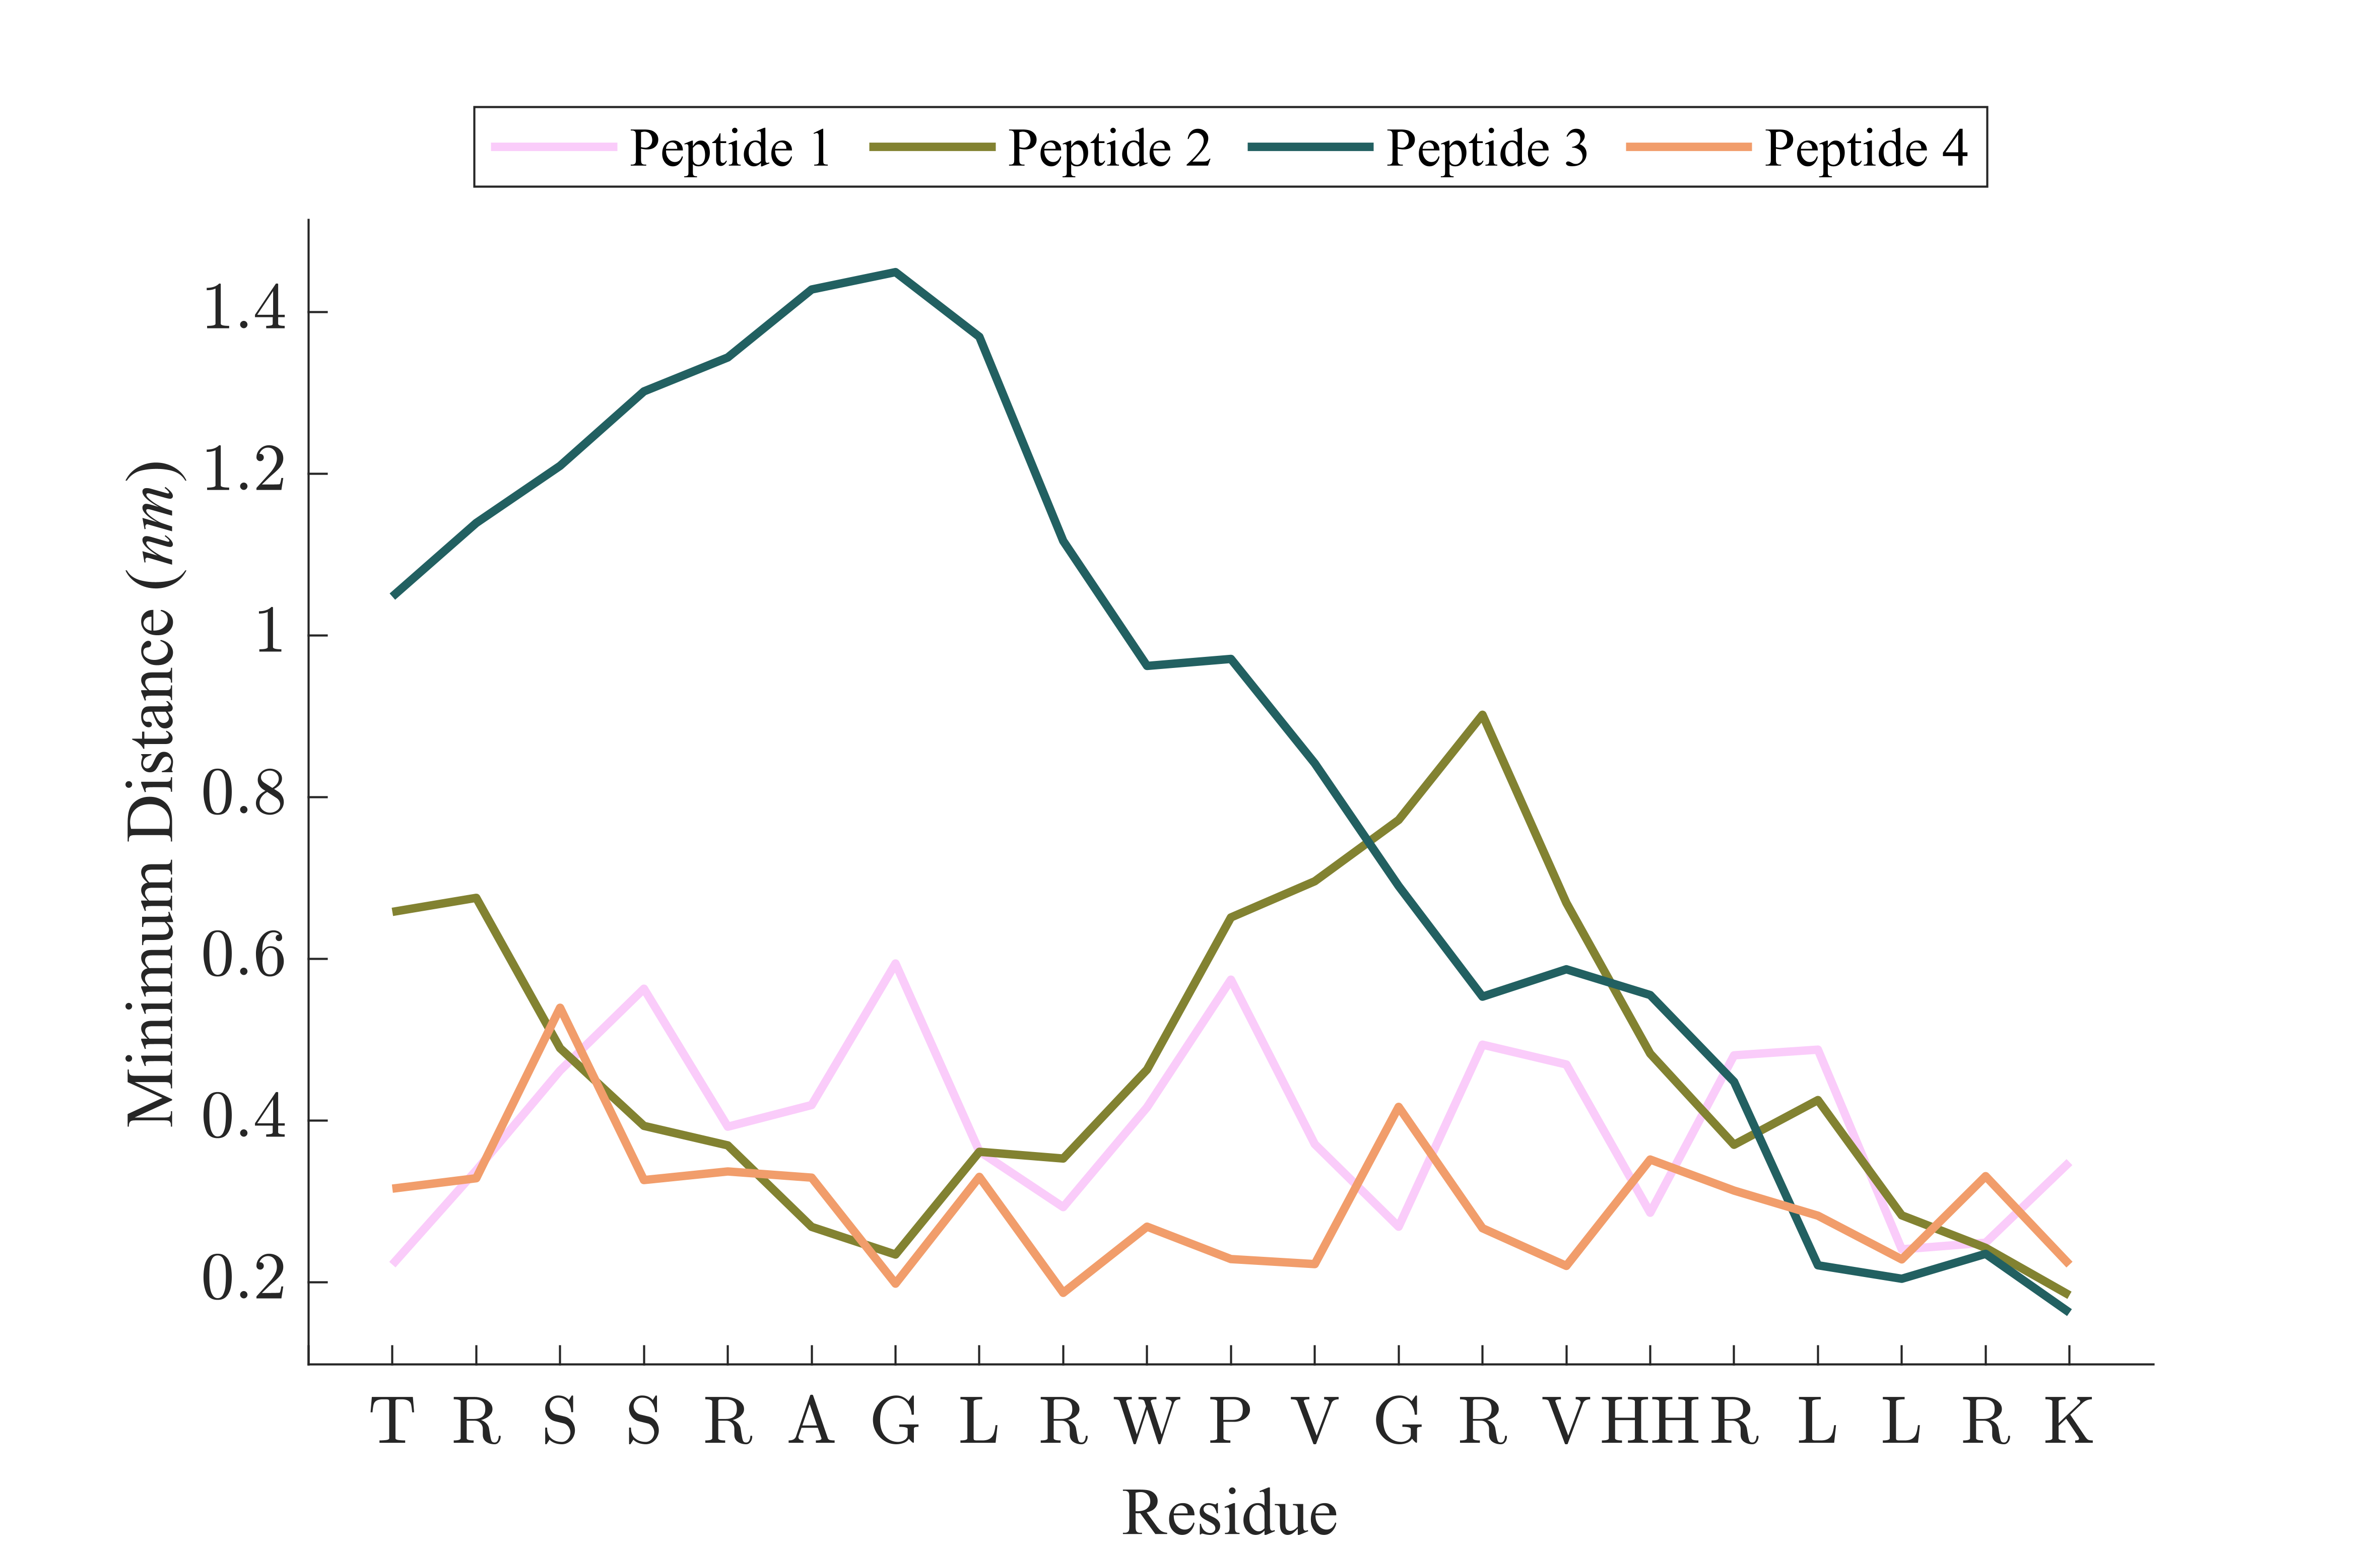 Peptide 1 Peptide 2 Peptide 3 Peptide 4
Minimum Distance (nm)
1.4
1.2
1
0.8
0.6
0.4
0.2
T R S S R A G L R W P V G R V HH R L L R K
Residue